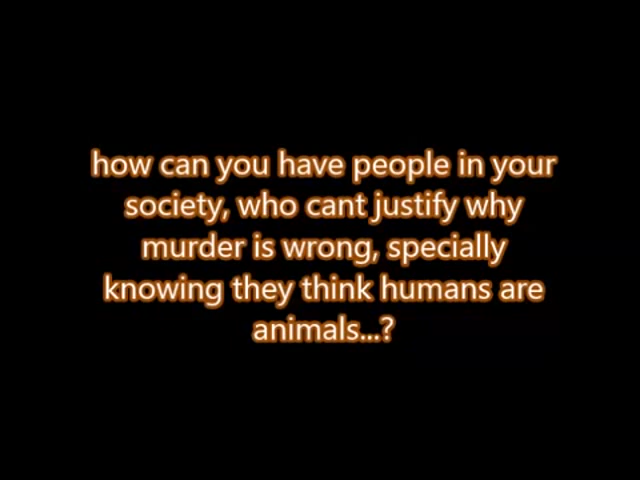 how can you have people in your
society, who cant justify why
murder is wrong, specially
knowing they think humans are
animals...?